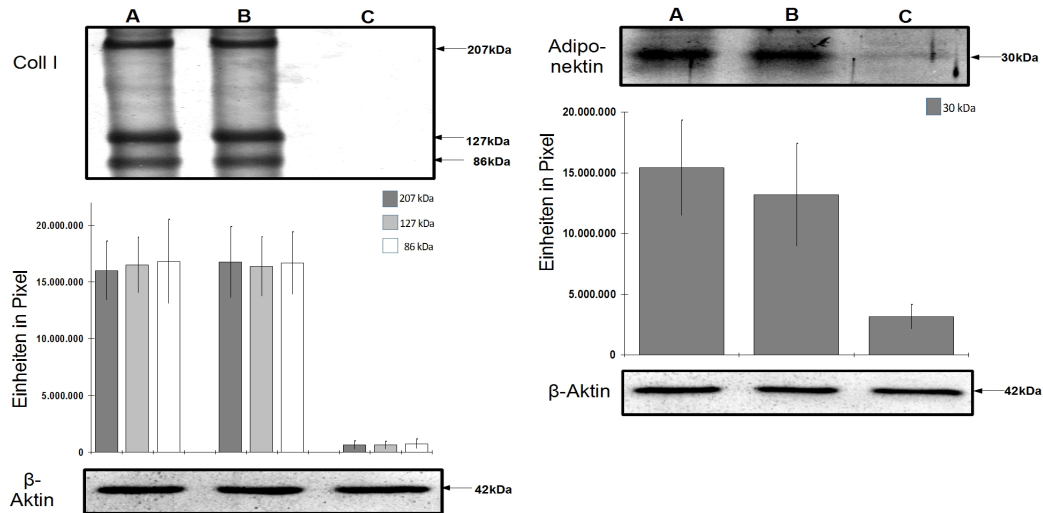 A B C
Coll I
207kDa
127kDa
86kDa
207 kDa
127 kDa
86 kDa
Einheiten in Pixel
20.000.000
15.000.000
10.000.000
5.000.000
0
β-
Aktin
42kDa
A B C
Adipo-
nektin
30kDa
30 kDa
Einheiten in Pixel
20.000.000
15.000.000
10.000.000
5.000.000
0
β-Aktin
42kDa